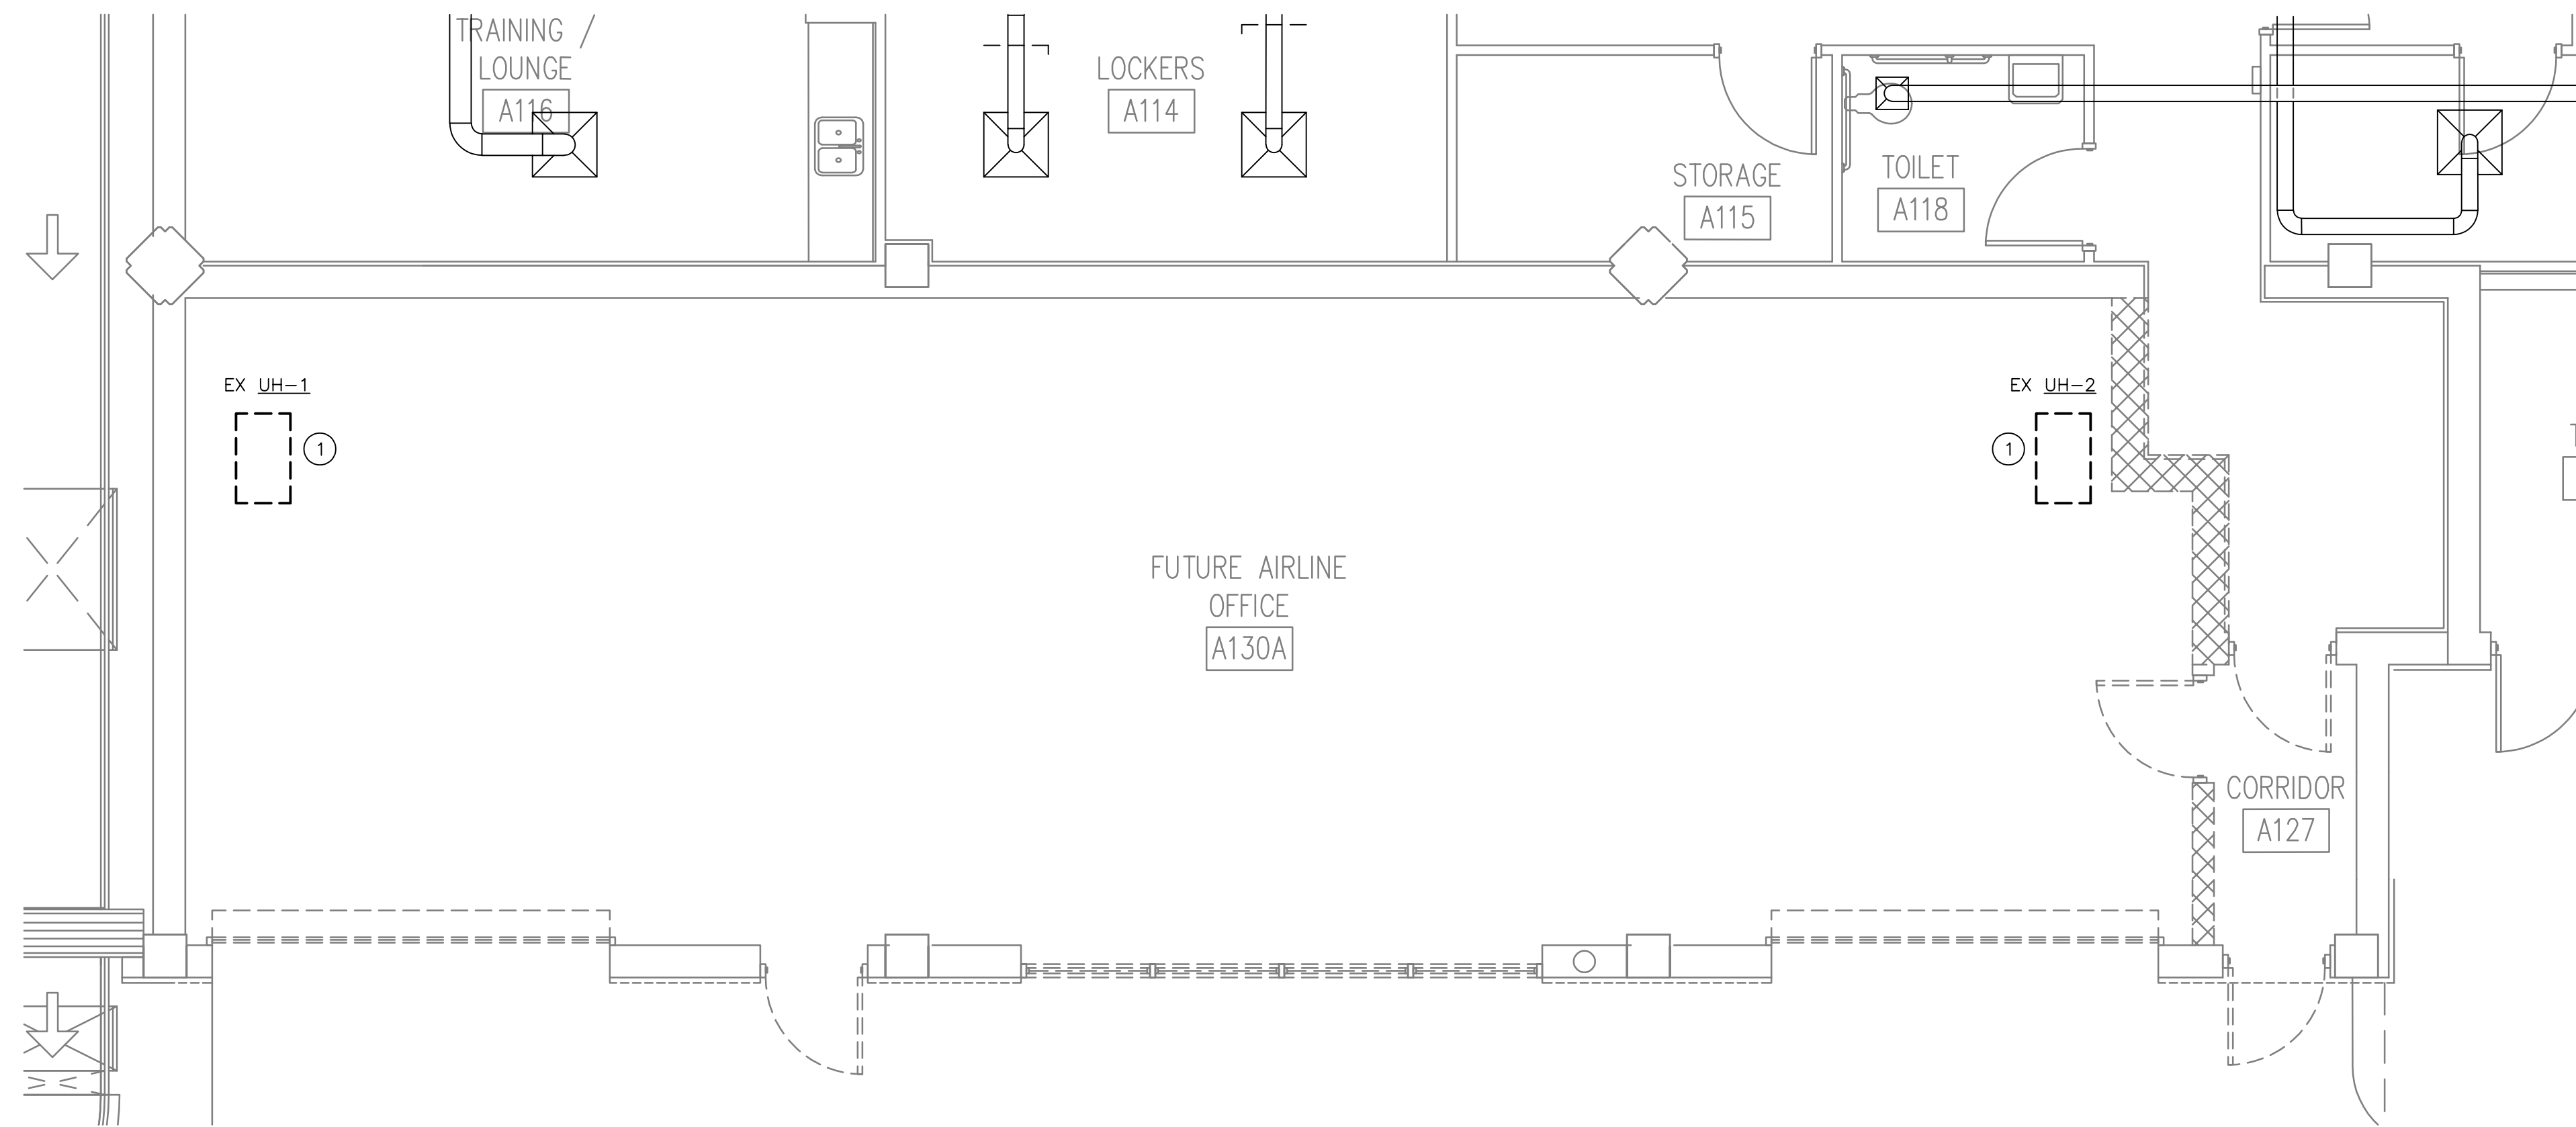 TRAINING /
LOUNGE
A116
LOCKERS
A114
STORAGE
A115
TOILET
A118
EX UH-1
1
EX UH-2
1
FUTURE AIRLINE
OFFICE
A130A
CORRIDOR
A127